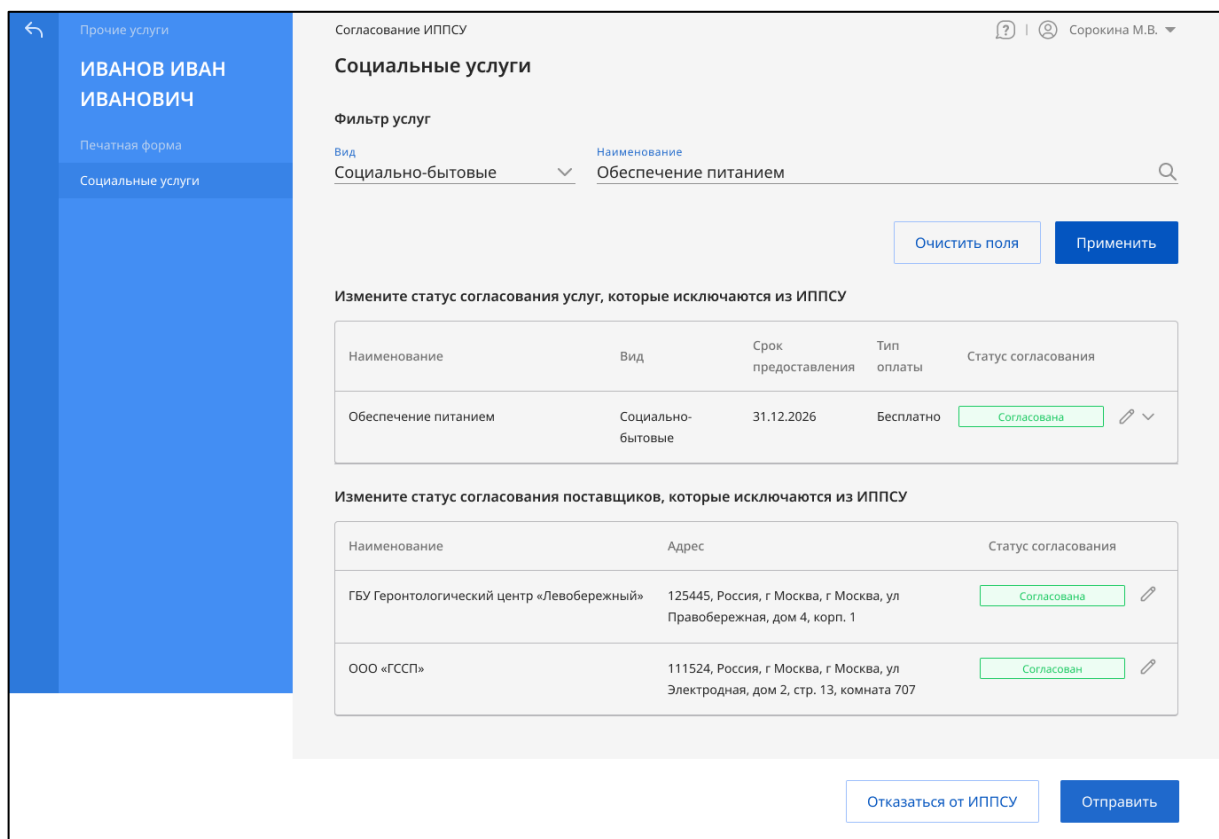 Прочие услуги
ИВАНОВ ИВАН
ИВАНОВИЧ
Печатная форма
Социальные услуги
Согласование ИППСУ
? | Сорокина М.В.
Социальные услуги
Фильтр услуг
Вид Наименование
Социально-бытовые Обеспечение питанием
Очистить поля Применить
Измените статус согласования услуг, которые исключаются из ИППСУ
Наименование Вид Срок предоставления Тип оплаты Статус согласования
Обеспечение питанием Социально-бытовые 31.12.2026 Бесплатно Согласована
Измените статус согласования поставщиков, которые исключаются из ИППСУ
Наименование Адрес Статус согласования
ГБУ Геронтологический центр «Левобережный» 125445, Россия, г Москва, г Москва, ул Согласована
Правобережная, дом 4, корп. 1
ООО «ГССП» 111524, Россия, г Москва, г Москва, ул Согласован
Электродная, дом 2, стр. 13, комната 707
Отказаться от ИППСУ Отправить